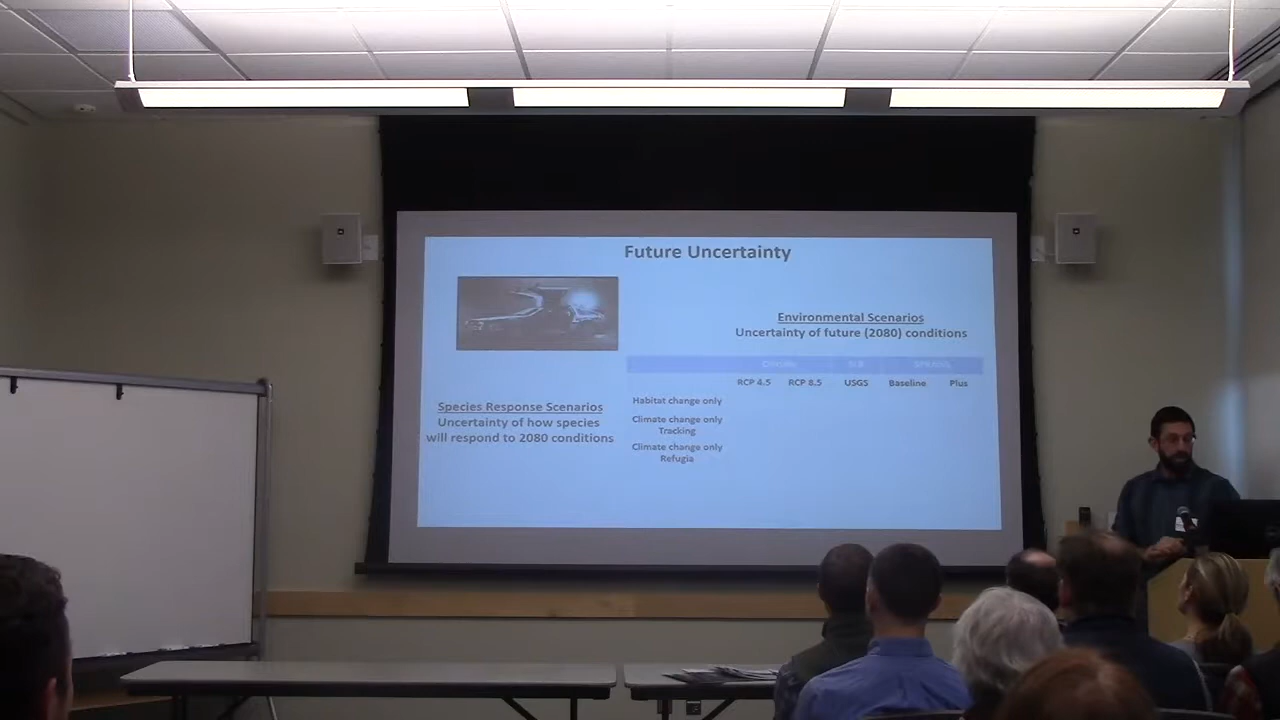 Future Uncertainty
Environmental Scenarios
Uncertainty of future (2080) conditions
Climate SLR
RCP 4.5 RCP 8.5 USGS Baseline Plus
Species Response Scenarios
Uncertainty of how species
will respond to 2080 conditions
Habitat change only
Climate change only
Tracking
Climate change only
Refugia